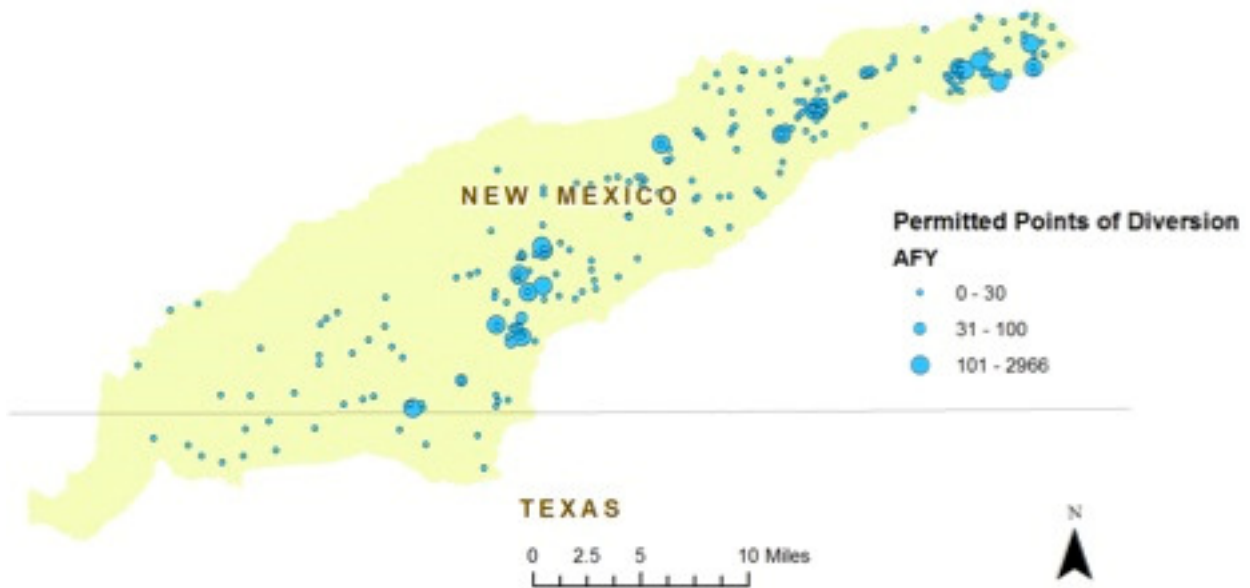 NEW MEXICO
Permitted Points of Diversion
AFY
0 - 30
31 - 100
101 - 2966
TEXAS
N
0 2.5 5 10 Miles